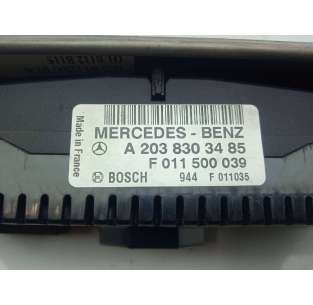 Made in France
MERCEDES - BENZ
A 203 830 34 85
F 011 500 039
BOSCH 944 F 011035